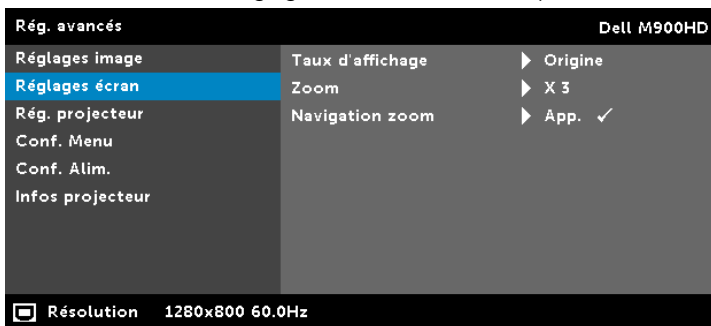 Rég. avancés Dell M900HD
Réglages image Taux d'affichage Origine
Réglages écran Zoom X 3
Rég. projecteur Navigation zoom App. ✓
Conf. Menu
Conf. Alim.
Infos projecteur
Résolution 1280x800 60.0Hz